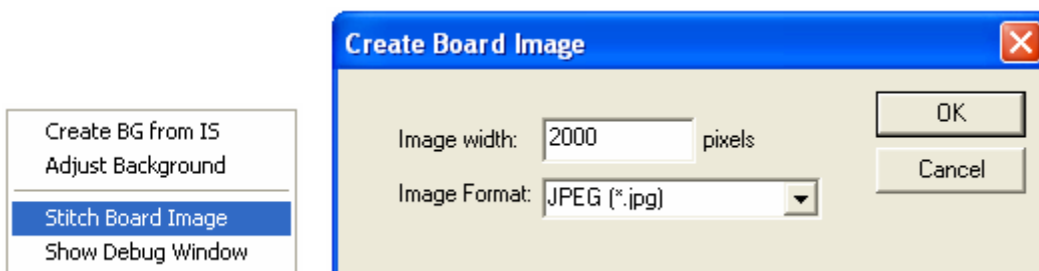 Create BG from IS
Adjust Background
Stitch Board Image
Show Debug Window
Create Board Image
Image width: 2000 pixels
Image Format: JPEG (*.jpg)
OK
Cancel